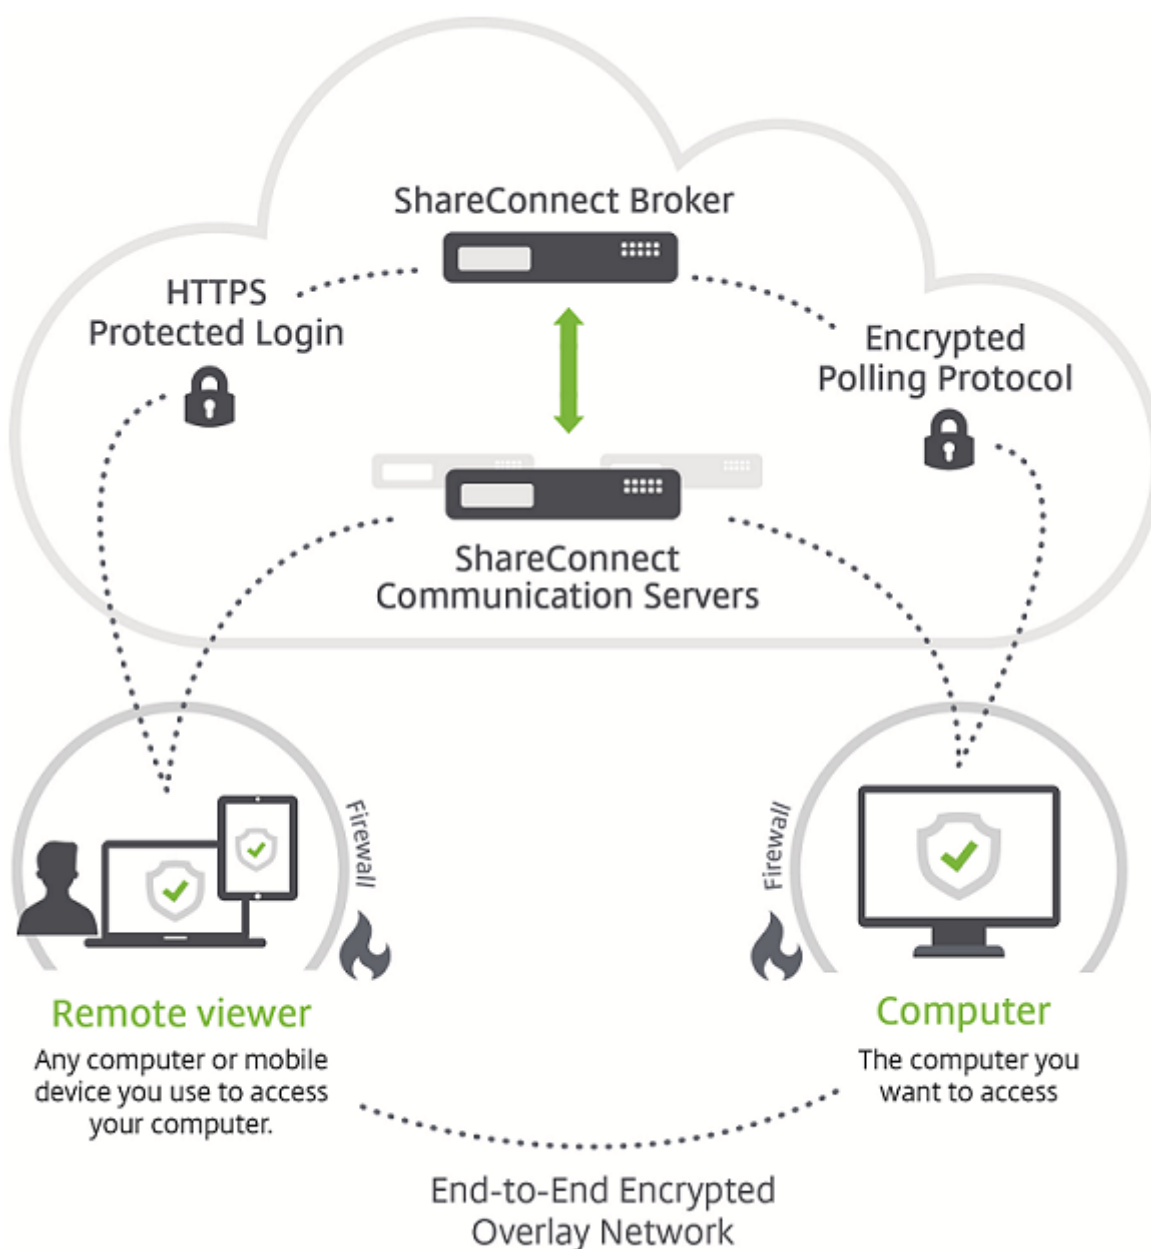 ShareConnect Broker
HTTPS
Protected Login
Encrypted
Polling Protocol
ShareConnect
Communication Servers
Firewall
Firewall
Remote viewer
Any computer or mobile
device you use to access
your computer.
Computer
The computer you
want to access
End-to-End Encrypted
Overlay Network